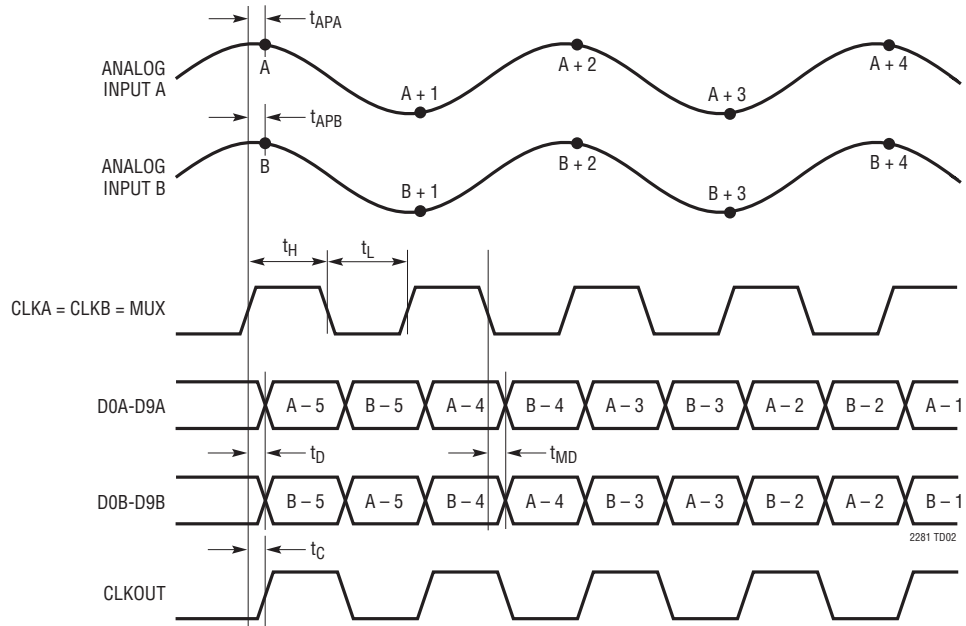 tAPA
ANALOG
INPUT A
A
A + 1
A + 2
A + 3
A + 4
tAPB
ANALOG
INPUT B
B
B + 1
B + 2
B + 3
B + 4
tH
tL
CLKA = CLKB = MUX
D0A-D9A
A – 5
B – 5
A – 4
B – 4
A – 3
B – 3
A – 2
B – 2
A – 1
tD
tMD
D0B-D9B
B – 5
A – 5
B – 4
A – 4
B – 3
A – 3
B – 2
A – 2
B – 1
2281 TD02
tC
CLKOUT